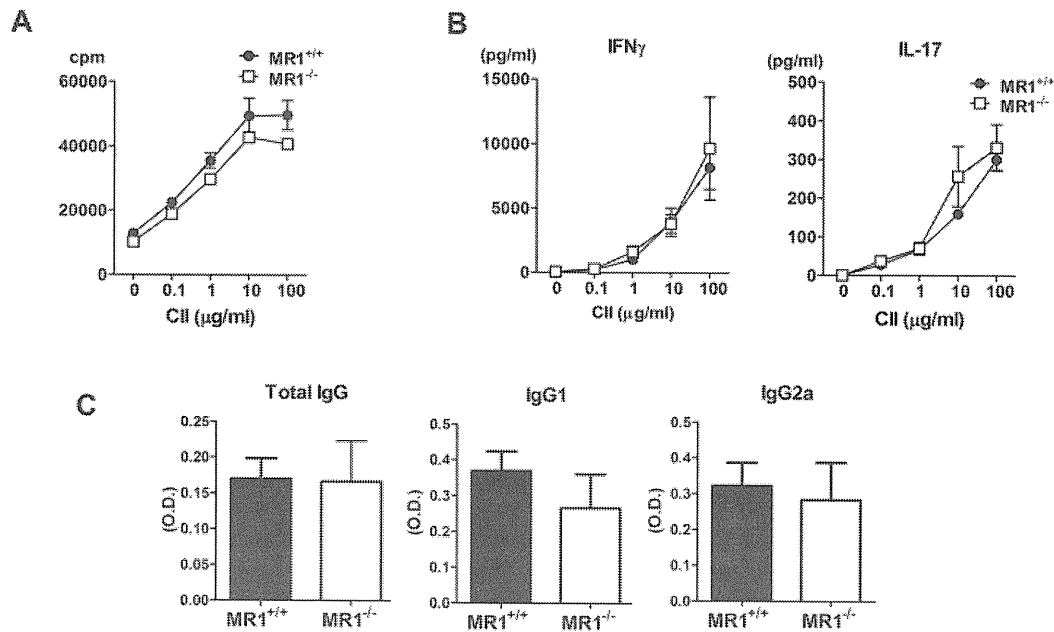 A
cpm
MR1+/+
MR1-/-
60000
40000
20000
0
0 0.1 1 10 100
CII (μg/ml)
B
IFNγ
(pg/ml)
15000
10000
5000
0
0 0.1 1 10 100
CII (μg/ml)
IL-17
(pg/ml)
MR1+/+
MR1-/-
500
400
300
200
100
0
0 0.1 1 10 100
CII (μg/ml)
C
Total IgG
(O.D.)
0.25
0.20
0.15
0.10
0.05
0.00
MR1+/+ MR1-/-
IgG1
(O.D.)
0.5
0.4
0.3
0.2
0.1
0.0
MR1+/+ MR1-/-
IgG2a
(O.D.)
0.5
0.4
0.3
0.2
0.1
0.0
MR1+/+ MR1-/-